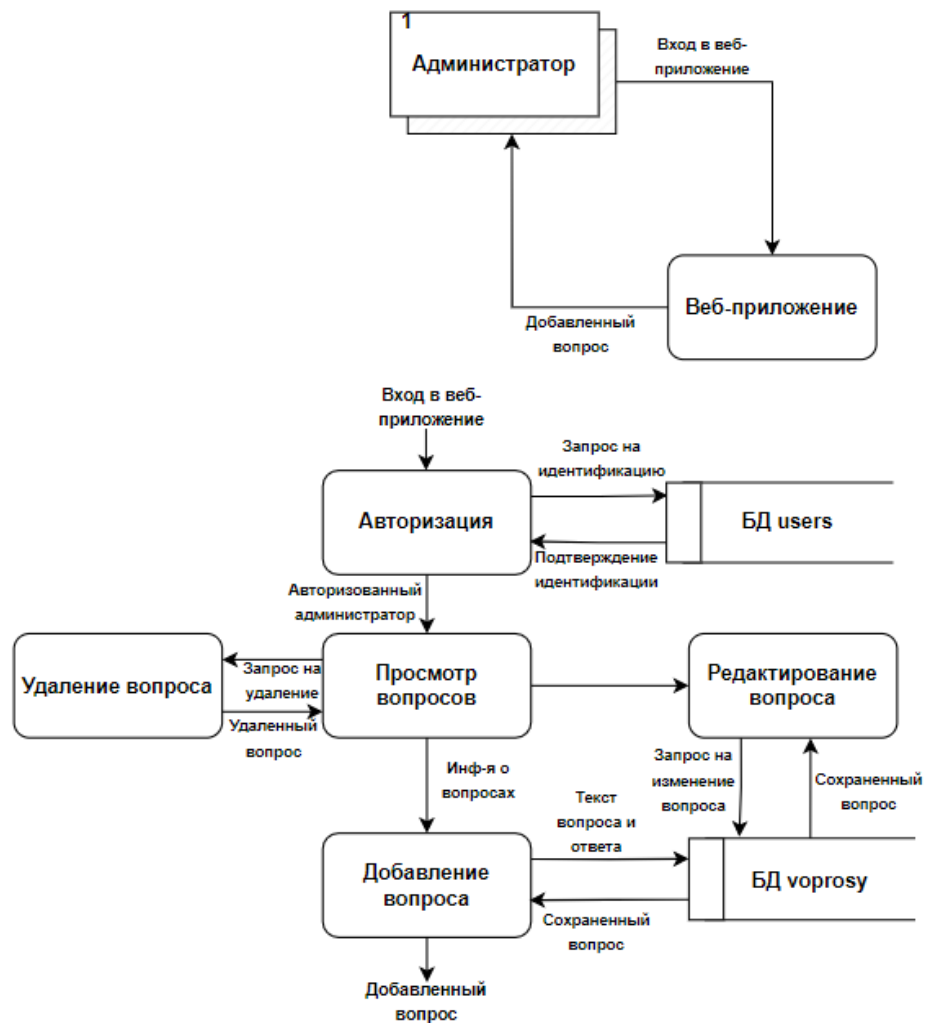 1
Администратор
Вход в веб-
приложение
Веб-приложение
Добавленный
вопрос
Вход в веб-
приложение
Запрос на
идентификацию
Авторизация
БД users
Подтверждение
идентификации
Авторизованный
администратор
Удаление вопроса
Запрос на
удаление
Удаленный
вопрос
Просмотр
вопросов
Редактирование
вопроса
Инф-я о
вопросах
Запрос на
изменение
вопроса
Сохраненный
вопрос
Текст
вопроса и
ответа
Добавление
вопроса
БД voprosy
Сохраненный
вопрос
Добавленный
вопрос